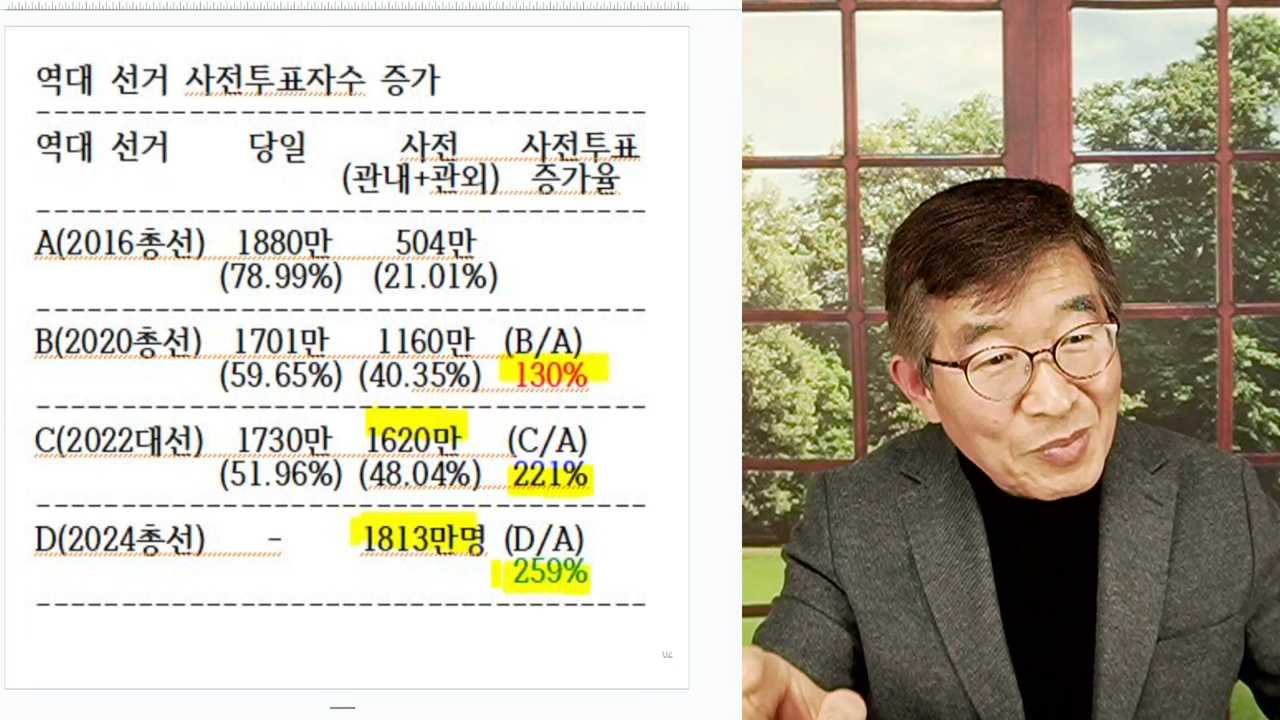 역대 선거 사전투표자수 증가
역대 선거 당일 사전 사전투표
(관내+관외) 증가율
A(2016총선) 1880만 504만
(78.99%) (21.01%)
B(2020총선) 1701만 1160만 (B/A)
(59.65%) (40.35%) 130%
C(2022대선) 1730만 1620만 (C/A)
(51.96%) (48.04%) 221%
D(2024총선) - 1813만명 (D/A)
259%